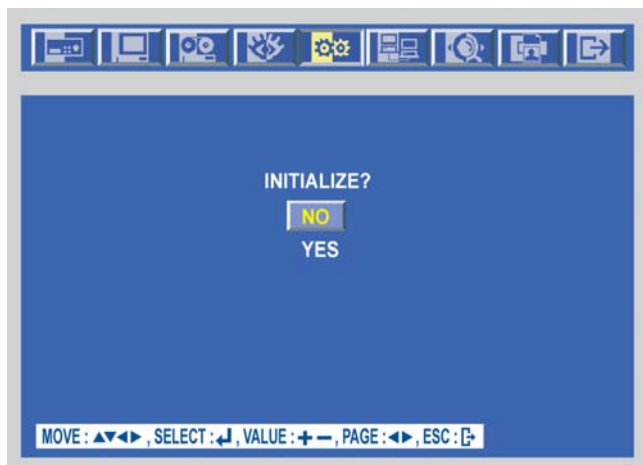 INITIALIZE?
NO
YES
MOVE : ▲▼◀▶ , SELECT : ↵ , VALUE : + — , PAGE : ◀▶ , ESC : [→